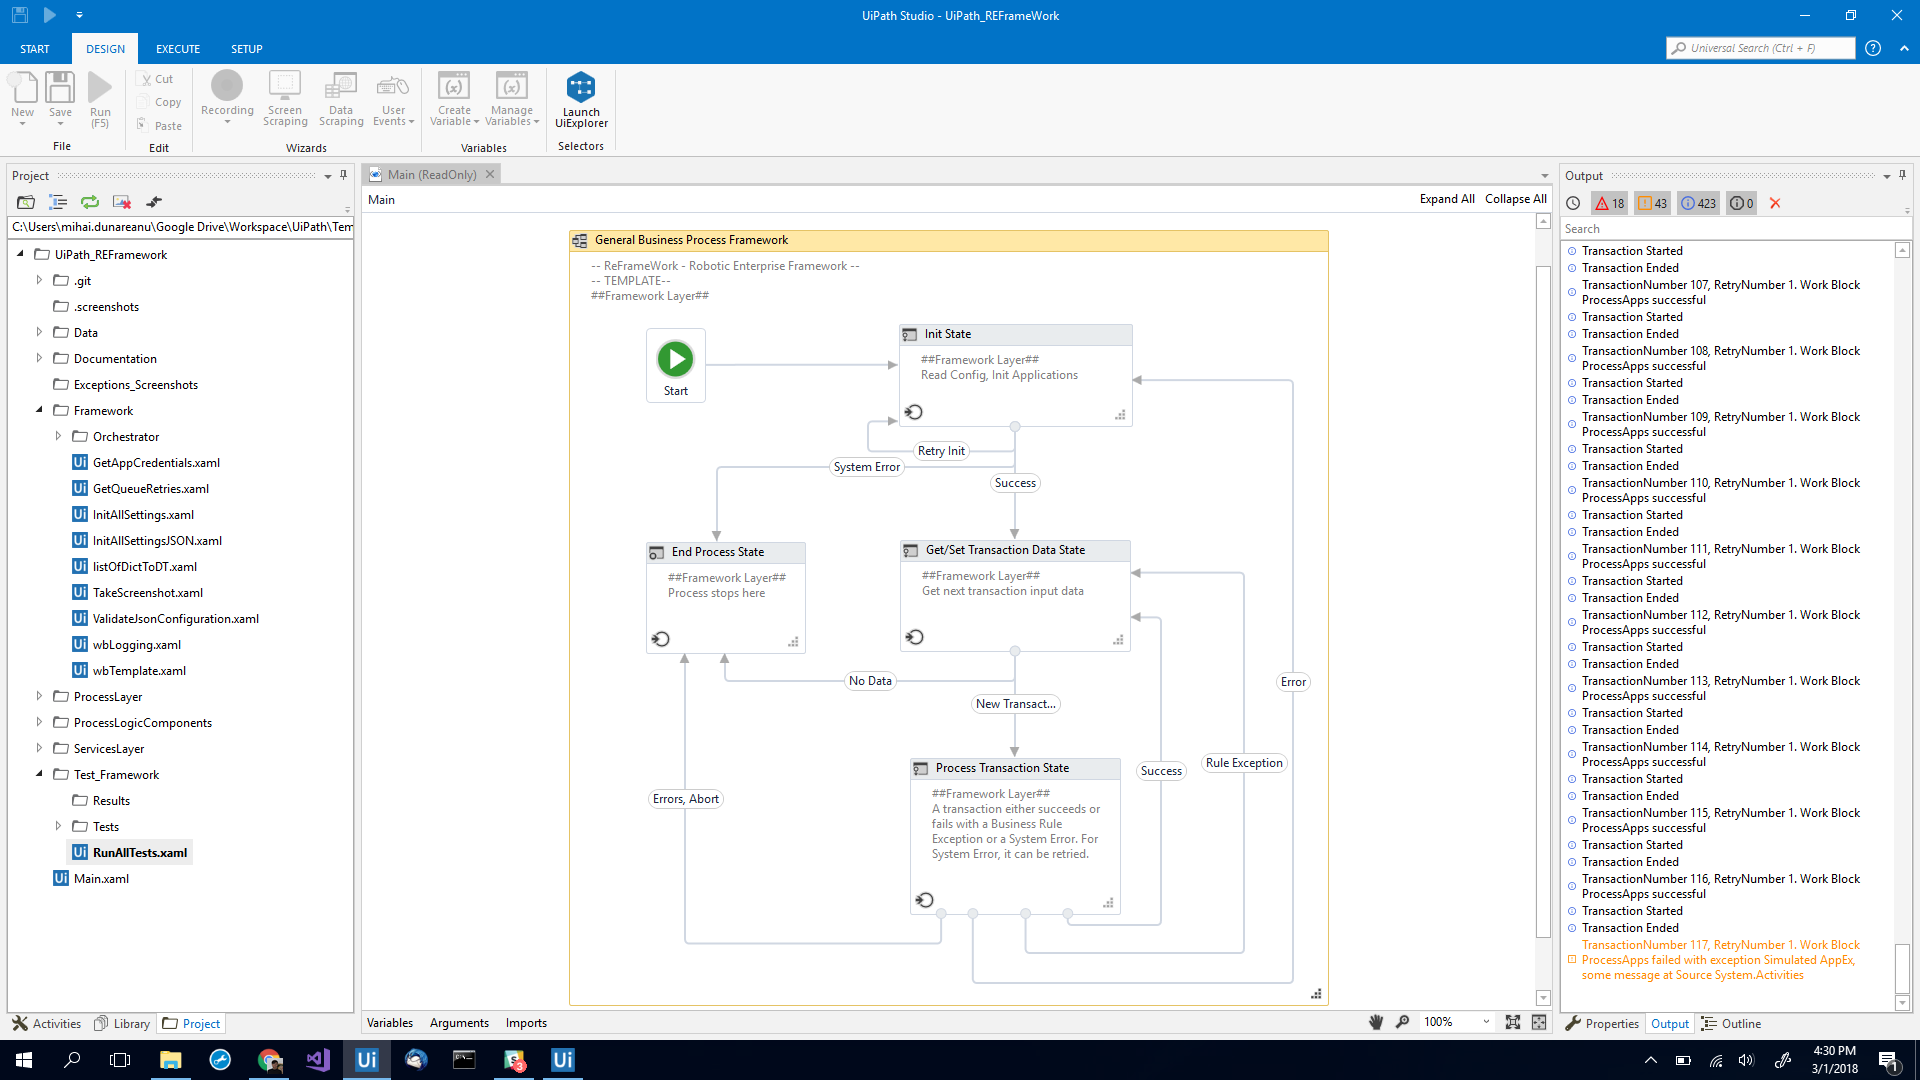 UiPath Studio - UiPath_REFrameWork
START
DESIGN
EXECUTE
SETUP
Universal Search (Ctrl + F)
New
Save
Run
(F5)
File
Cut
Copy
Paste
Edit
Recording
Screen
Scraping
Data
Scraping
User
Events
Wizards
Create
Variable
Manage
Variables
Variables
Launch
UiExplorer
Selectors
Project
C:\Users\mihai.dunareanu\Google Drive\Workspace\UiPath\Tem
UiPath_REFramework
.git
.screenshots
Data
Documentation
Exceptions_Screenshots
Framework
Orchestrator
Ui GetAppCredentials.xaml
Ui GetQueueRetries.xaml
Ui InitAllSettings.xaml
Ui InitAllSettingsJSON.xaml
Ui listOfDictToDT.xaml
Ui TakeScreenshot.xaml
Ui ValidateJsonConfiguration.xaml
Ui wbLogging.xaml
Ui wbTemplate.xaml
ProcessLayer
ProcessLogicComponents
ServicesLayer
Test_Framework
Results
Tests
Ui RunAllTests.xaml
Ui Main.xaml
Activities
Library
Project
Main (ReadOnly)
Main
Expand All
Collapse All
General Business Process Framework
-- ReFrameWork - Robotic Enterprise Framework --
-- TEMPLATE--
##Framework Layer##
Start
Init State
##Framework Layer##
Read Config, Init Applications
Retry Init
System Error
Success
End Process State
##Framework Layer##
Process stops here
Get/Set Transaction Data State
##Framework Layer##
Get next transaction input data
No Data
New Transact...
Error
Rule Exception
Success
Errors, Abort
Process Transaction State
##Framework Layer##
A transaction either succeeds or
fails with a Business Rule
Exception or a System Error. For
System Error, it can be retried.
Variables
Arguments
Imports
100%
Output
18
43
423
0
Search
Transaction Started
Transaction Ended
TransactionNumber 107, RetryNumber 1. Work Block
ProcessApps successful
Transaction Started
Transaction Ended
TransactionNumber 108, RetryNumber 1. Work Block
ProcessApps successful
Transaction Started
Transaction Ended
TransactionNumber 109, RetryNumber 1. Work Block
ProcessApps successful
Transaction Started
Transaction Ended
TransactionNumber 110, RetryNumber 1. Work Block
ProcessApps successful
Transaction Started
Transaction Ended
TransactionNumber 111, RetryNumber 1. Work Block
ProcessApps successful
Transaction Started
Transaction Ended
TransactionNumber 112, RetryNumber 1. Work Block
ProcessApps successful
Transaction Started
Transaction Ended
TransactionNumber 113, RetryNumber 1. Work Block
ProcessApps successful
Transaction Started
Transaction Ended
TransactionNumber 114, RetryNumber 1. Work Block
ProcessApps successful
Transaction Started
Transaction Ended
TransactionNumber 115, RetryNumber 1. Work Block
ProcessApps successful
Transaction Started
Transaction Ended
TransactionNumber 116, RetryNumber 1. Work Block
ProcessApps successful
Transaction Started
Transaction Ended
TransactionNumber 117, RetryNumber 1. Work Block
ProcessApps failed with exception Simulated AppEx,
some message at Source System.Activities
Properties
Output
Outline
Ui
3
Ui
4:30 PM
3/1/2018
1